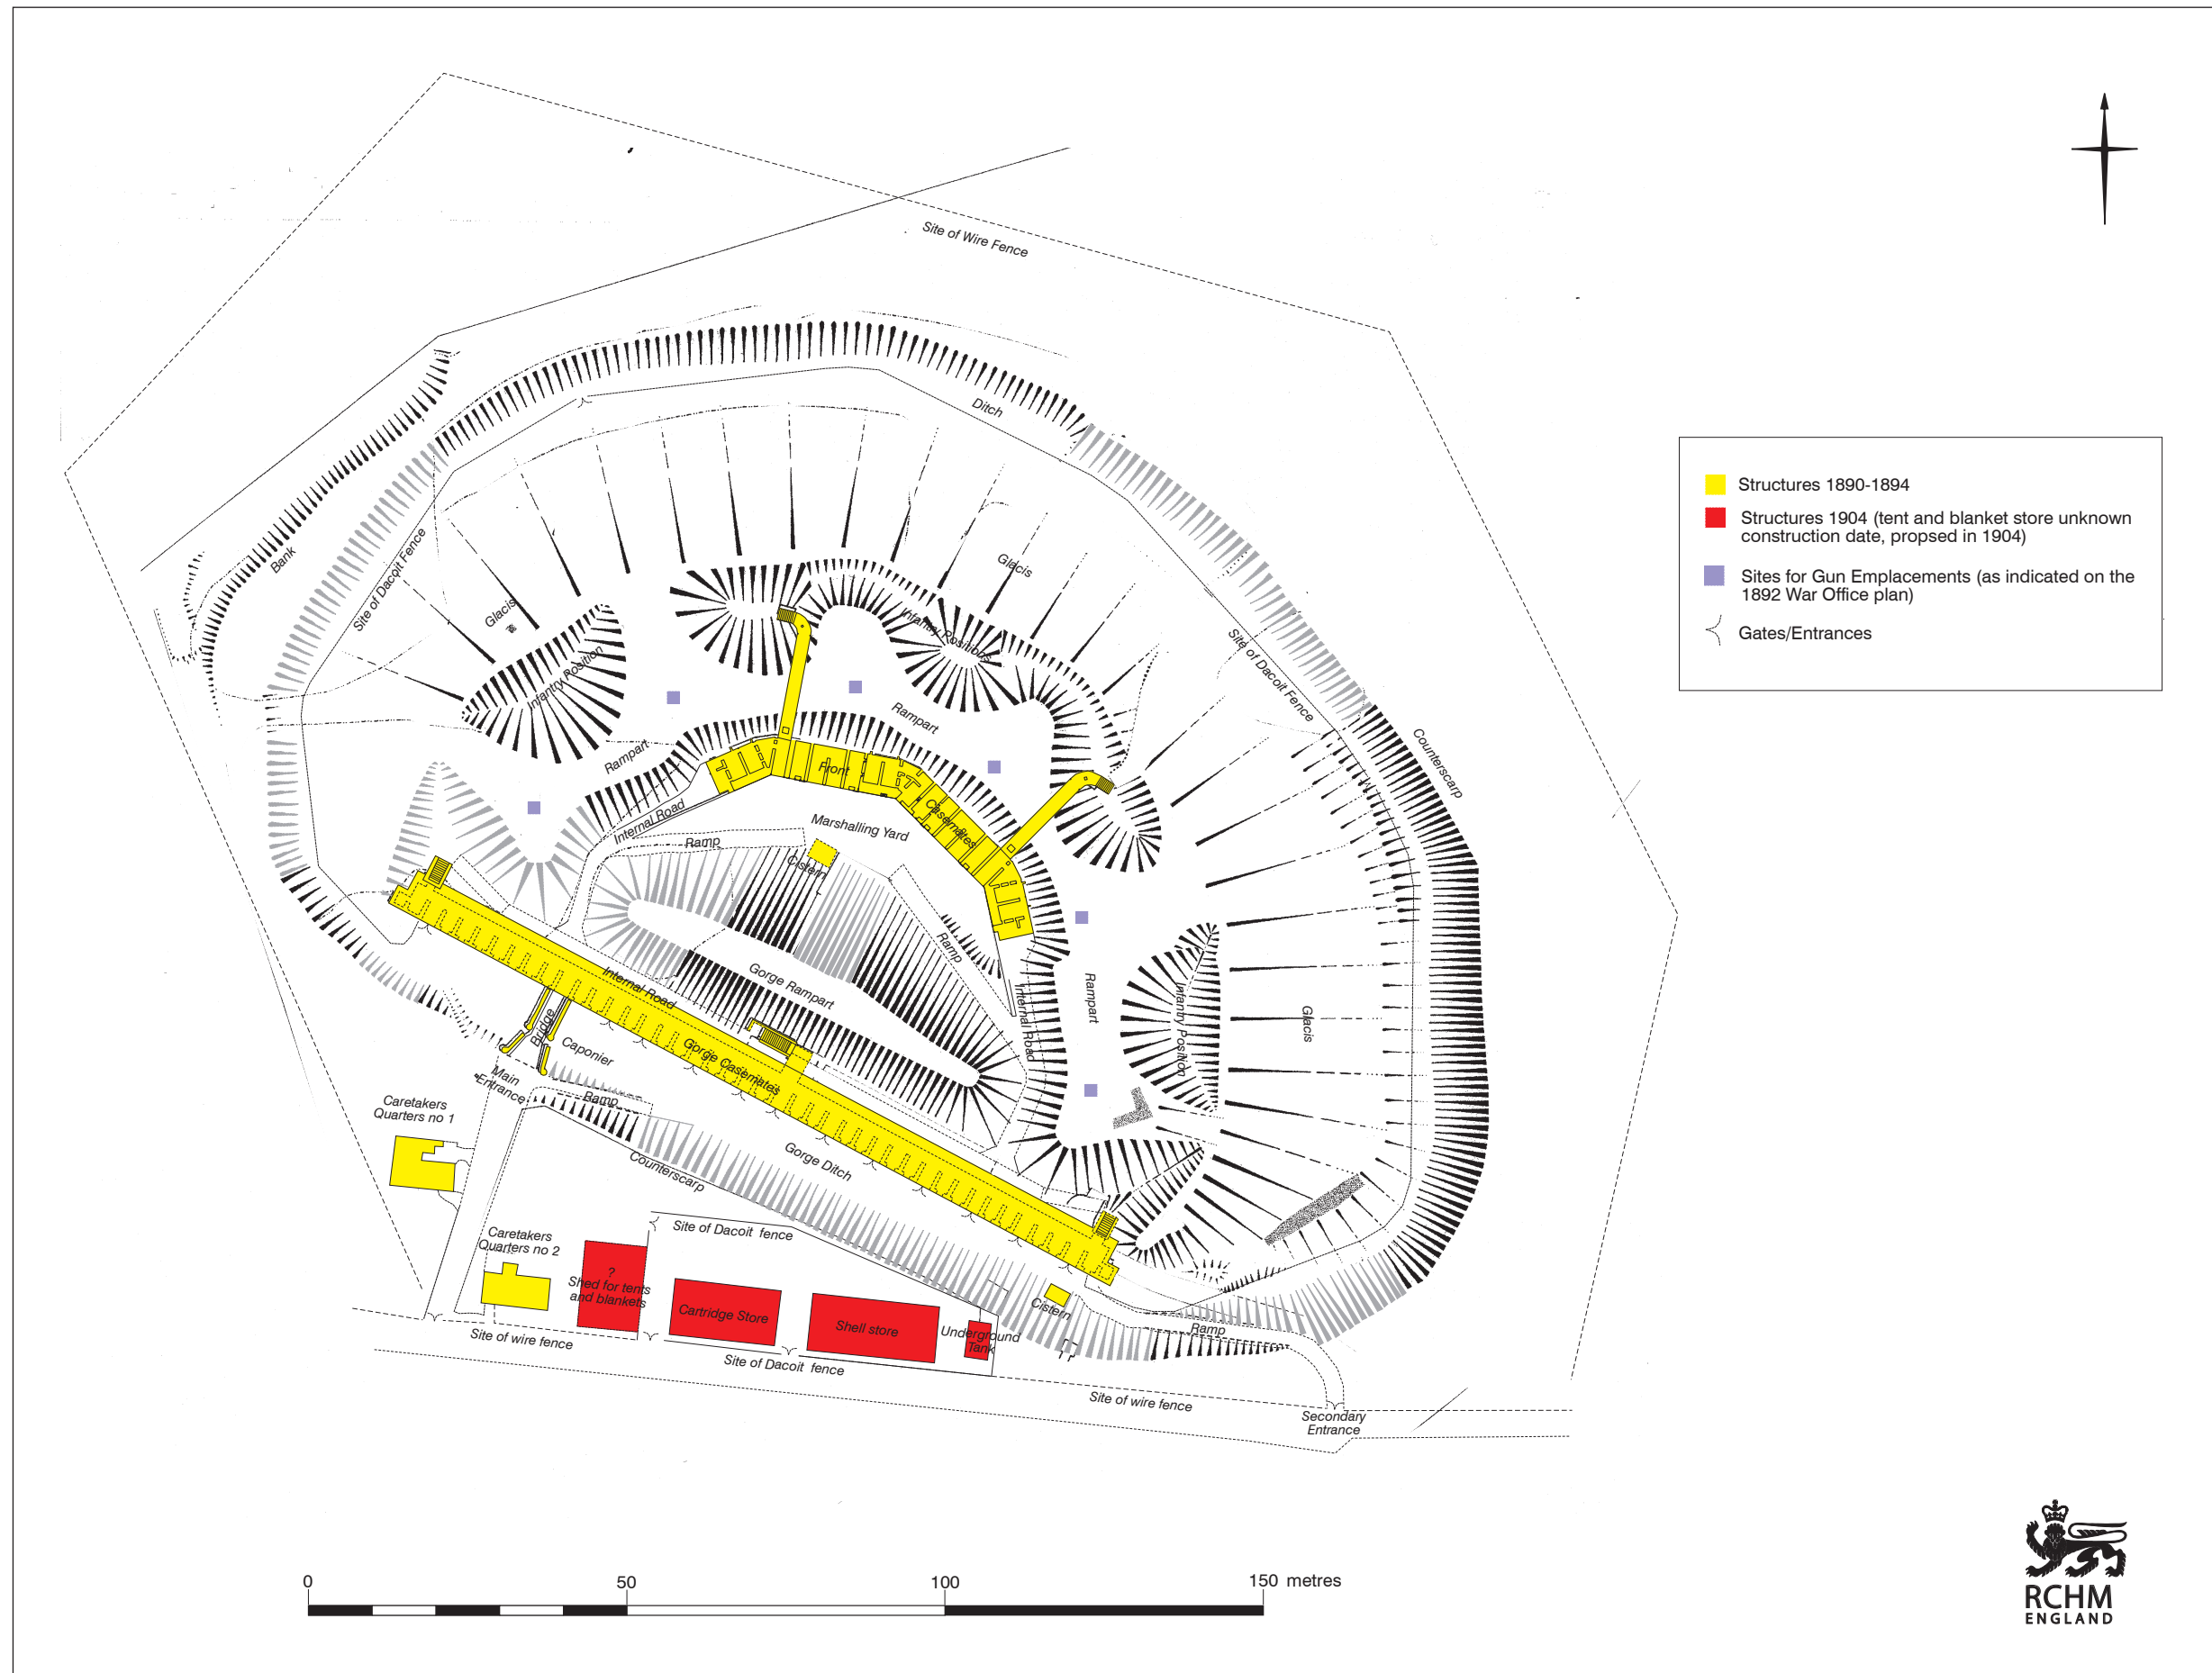 Site of Wire Fence
Ditch
Bank
Site of Dacoit Fence
Glacis
Glacis
Infantry Position
Infantry Positions
Site of Dacoit Fence
Counterscarp
Rampart
Rampart
Front
Casemates
Internal Road
Ramp
Marshalling Yard
Cistern
Ramp
Gorge Rampart
Internal Road
Internal Road
Rampart
Infantry Position
Glacis
Bridge
Caponier
Gorge Casemates
Main
Entrance
Ramp
Caretakers
Quarters no 1
Gorge Ditch
Counterscarp
Caretakers
Quarters no 2
Site of Dacoit fence
?
Shed for tents
and blankets
Cartridge Store
Shell store
Underground
Tank
Cistern
Ramp
Site of wire fence
Site of Dacoit fence
Site of wire fence
Secondary
Entrance
Structures 1890-1894
Structures 1904 (tent and blanket store unknown
construction date, propsed in 1904)
Sites for Gun Emplacements (as indicated on the
1892 War Office plan)
Gates/Entrances
0 50 100 150 metres
RCHM
ENGLAND